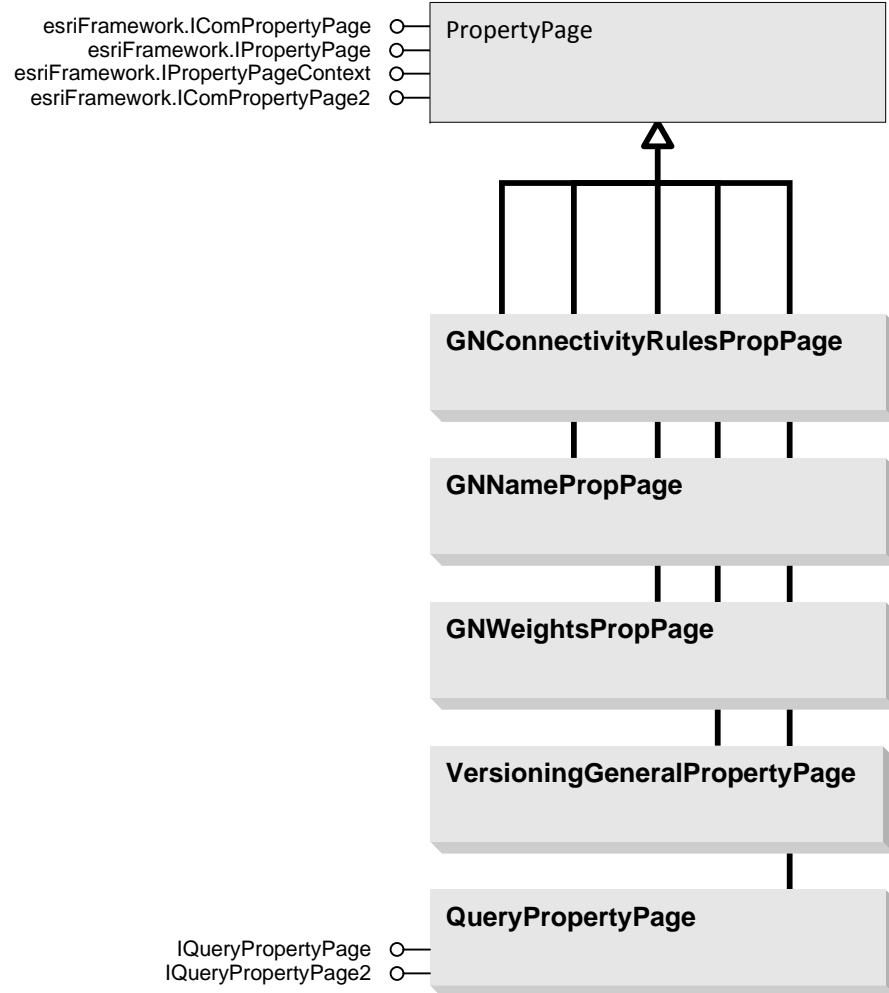 esriFramework.IComPropertyPage
esriFramework.IPropertyPage
esriFramework.IPropertyPageContext
esriFramework.IComPropertyPage2
PropertyPage
GNConnectivityRulesPropPage
GNNamePropPage
GNWeightsPropPage
VersioningGeneralPropertyPage
QueryPropertyPage
IQueryPropertyPage
IQueryPropertyPage2